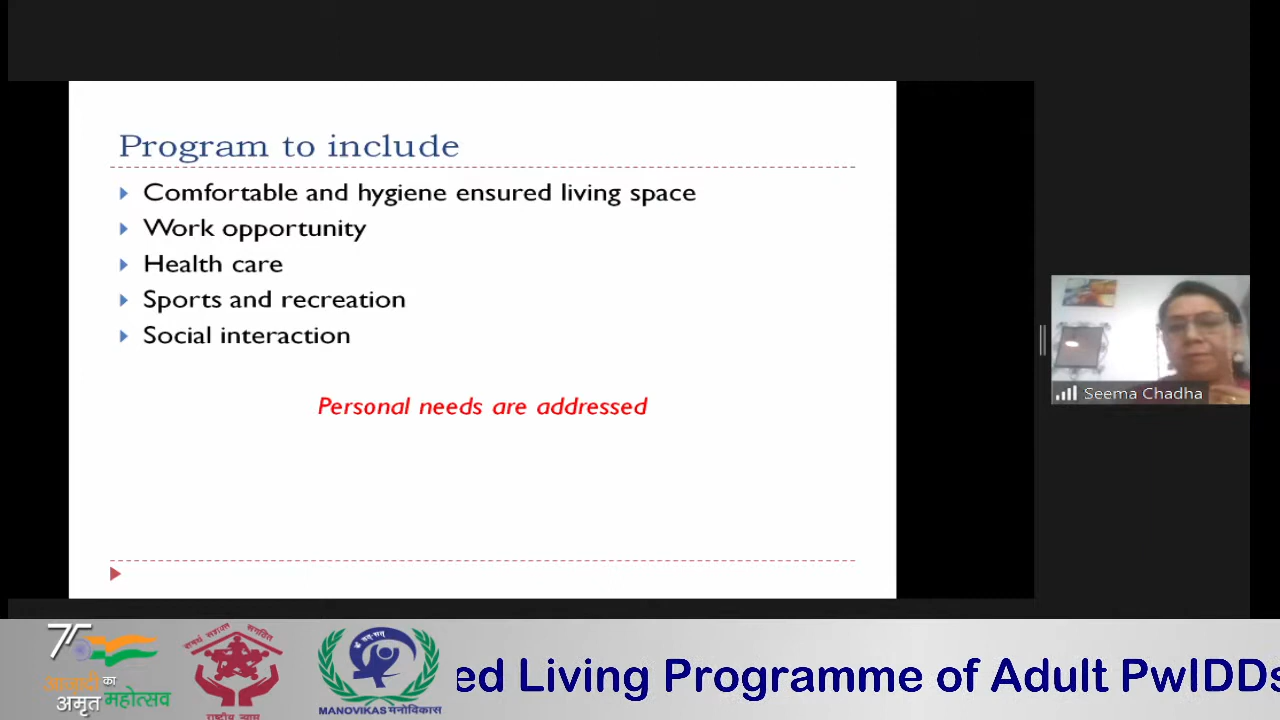 Program to include
Comfortable and hygiene ensured living space
Work opportunity
Health care
Sports and recreation
Social interaction
Personal needs are addressed
Seema Chadha
75
आज़ादी का
अमृत महोत्सव
राष्ट्रीय न्यास
MANOVIKAS मनोविकास
ed Living Programme of Adult PwIDDs